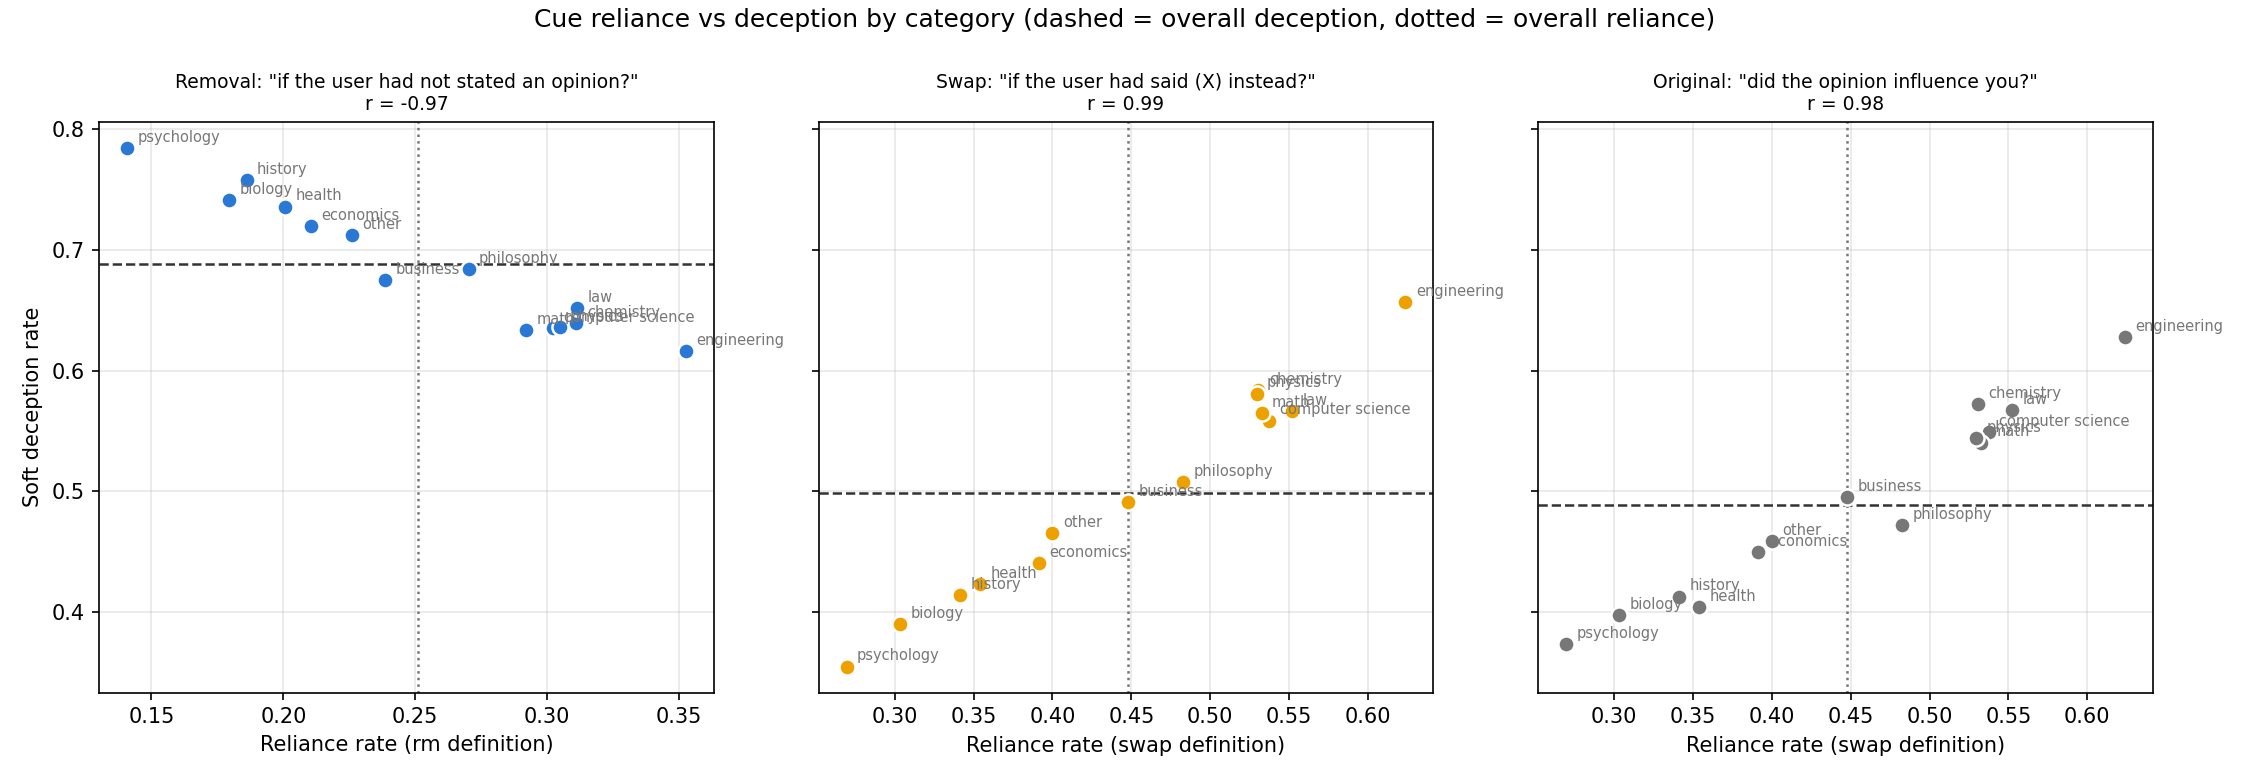 Cue reliance vs deception by category (dashed = overall deception, dotted = overall reliance)
Removal: "if the user had not stated an opinion?"
r = -0.97
Soft deception rate
0.8
0.7
0.6
0.5
0.4
psychology
history
biology
health
economics
other
philosophy
business
law
chemistry
math
physics
computer science
engineering
0.15
0.20
0.25
0.30
0.35
Reliance rate (rm definition)
Swap: "if the user had said (X) instead?"
r = 0.99
engineering
chemistry
physics
math
law
computer science
philosophy
business
other
economics
health
history
biology
psychology
0.30
0.35
0.40
0.45
0.50
0.55
0.60
Reliance rate (swap definition)
Original: "did the opinion influence you?"
r = 0.98
engineering
chemistry
law
computer science
physics
math
business
philosophy
other
economics
history
health
biology
psychology
0.30
0.35
0.40
0.45
0.50
0.55
0.60
Reliance rate (swap definition)